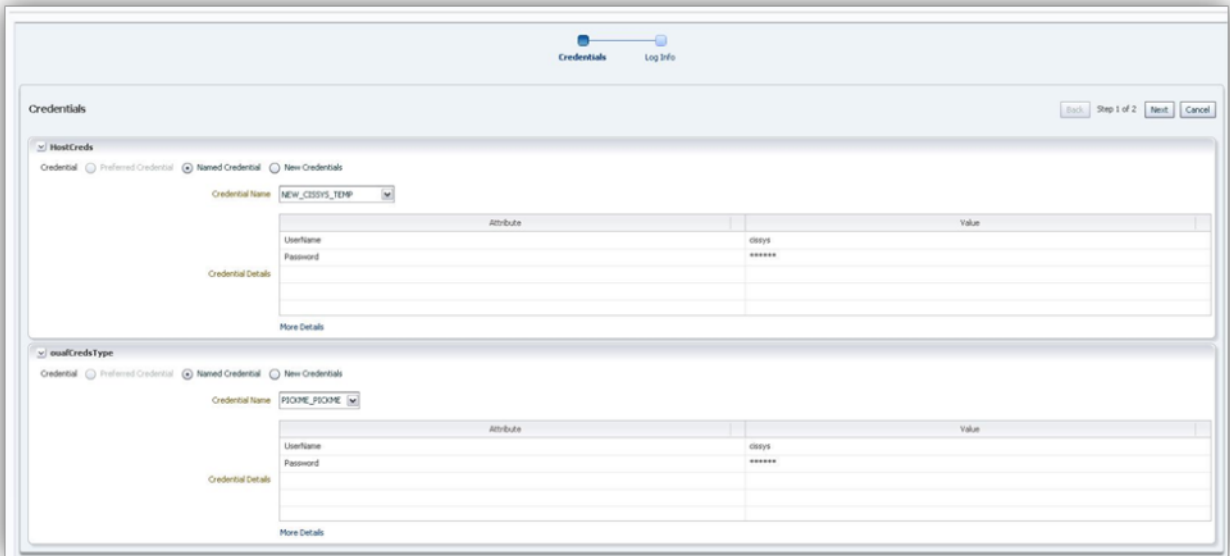 Credentials Log Info
Credentials Back Step 1 of 2 Next Cancel
HostCreds
Credential Preferred Credential Named Credential New Credentials
Credential Name NEW_CISSYS_TEMP
Attribute Value
UserName cissys
Password ******
Credential Details
More Details
ouafCredsType
Credential Preferred Credential Named Credential New Credentials
Credential Name PICKME_PICKME
Attribute Value
UserName cissys
Password ******
Credential Details
More Details